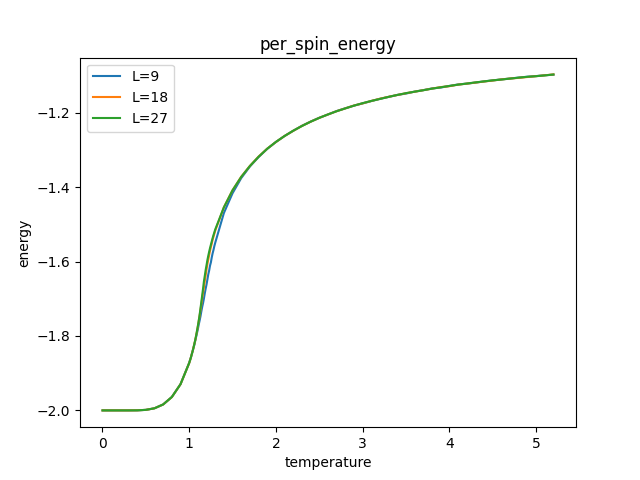 per_spin_energy
L=9
L=18
L=27
energy
−1.2
−1.4
−1.6
−1.8
−2.0
0 1 2 3 4 5
temperature